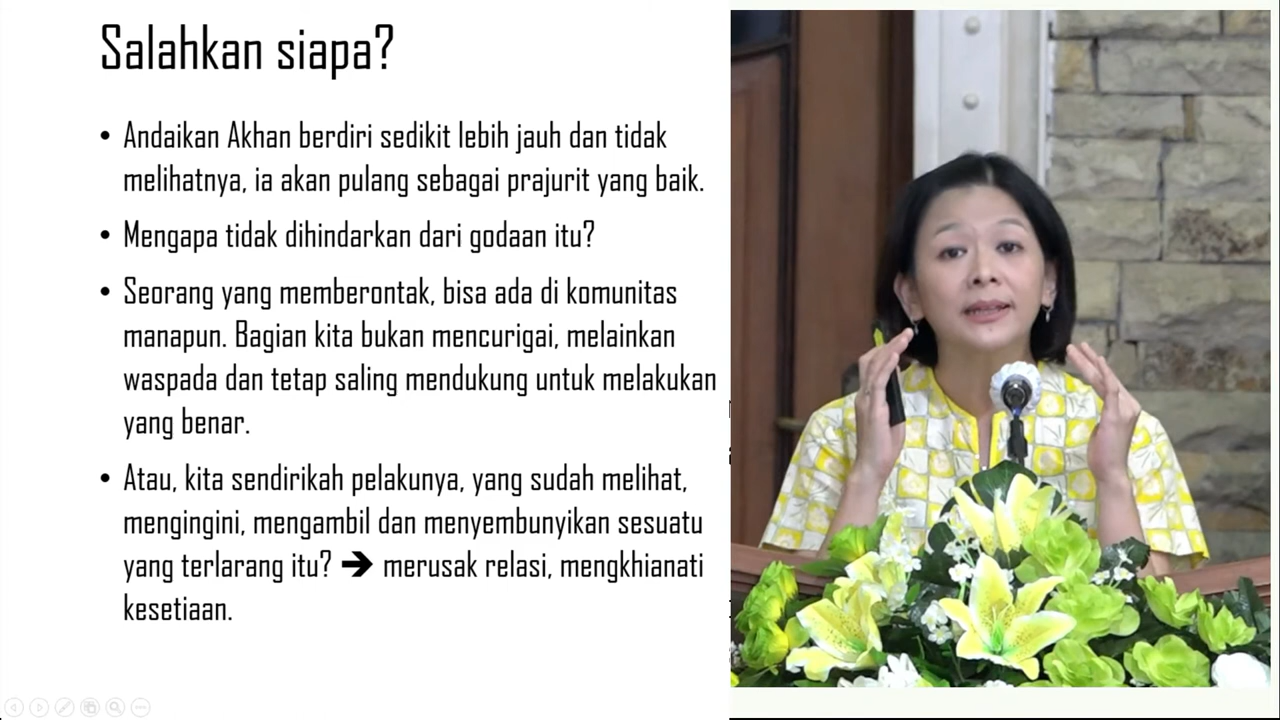 Salahkan siapa?
• Andaikan Akhan berdiri sedikit lebih jauh dan tidak
melihatnya, ia akan pulang sebagai prajurit yang baik.
• Mengapa tidak dihindarkan dari godaan itu?
• Seorang yang memberontak, bisa ada di komunitas
manapun. Bagian kita bukan mencurigai, melainkan
waspada dan tetap saling mendukung untuk melakukan
yang benar.
• Atau, kita sendirikah pelakunya, yang sudah melihat,
mengingini, mengambil dan menyembunyikan sesuatu
yang terlarang itu? ➔ merusak relasi, mengkhianati
kesetiaan.